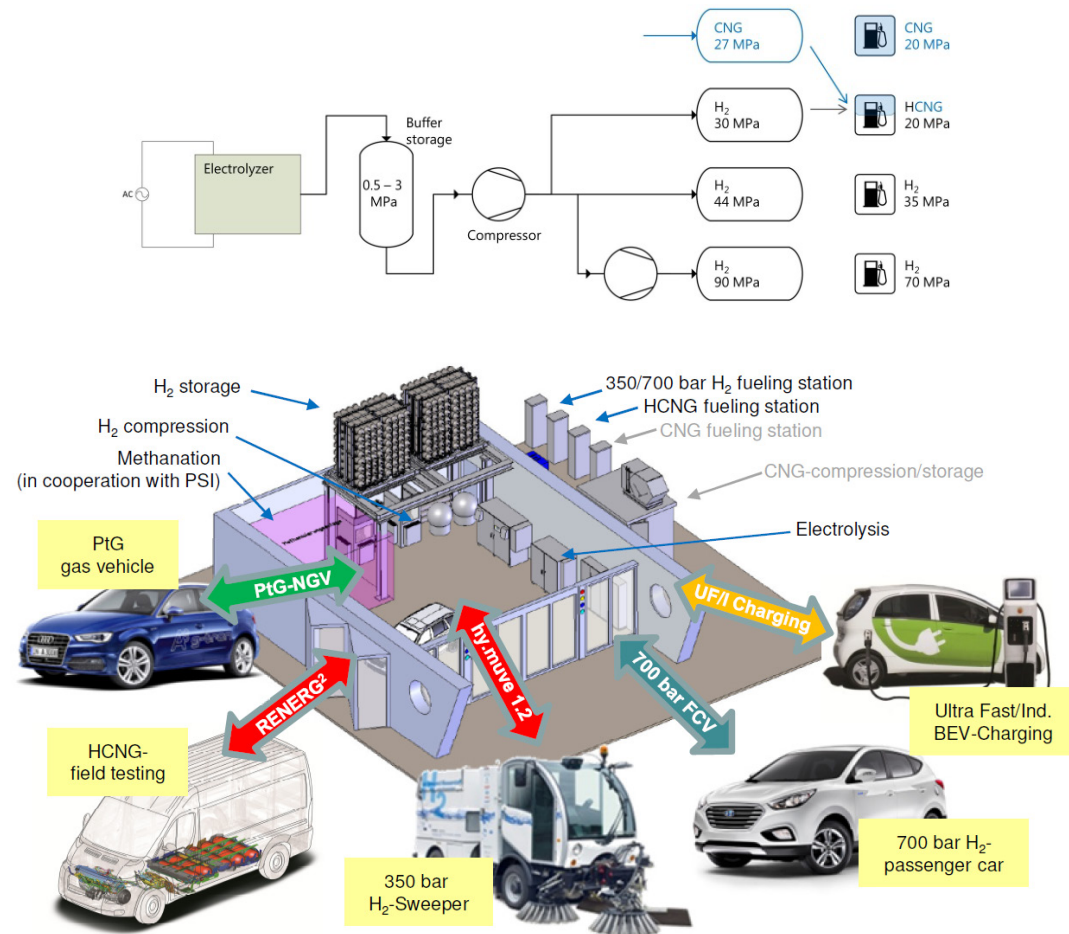 CNG
27 MPa
CNG
20 MPa
H₂
30 MPa
HCNG
20 MPa
Buffer
storage
Electrolyzer
AC
0.5 – 3
MPa
H₂
44 MPa
H₂
35 MPa
Compressor
H₂
90 MPa
H₂
70 MPa
H₂ storage
350/700 bar H₂ fueling station
HCNG fueling station
CNG fueling station
H₂ compression
Methanation
(in cooperation with PSI)
CNG-compression/storage
Electrolysis
PtG
gas vehicle
PtG-NGV
UF/I Charging
hy.muve 1.2
700 bar FCV
RENERG²
Ultra Fast/Ind.
BEV-Charging
HCNG-
field testing
350 bar
H₂-Sweeper
700 bar H₂-
passenger car